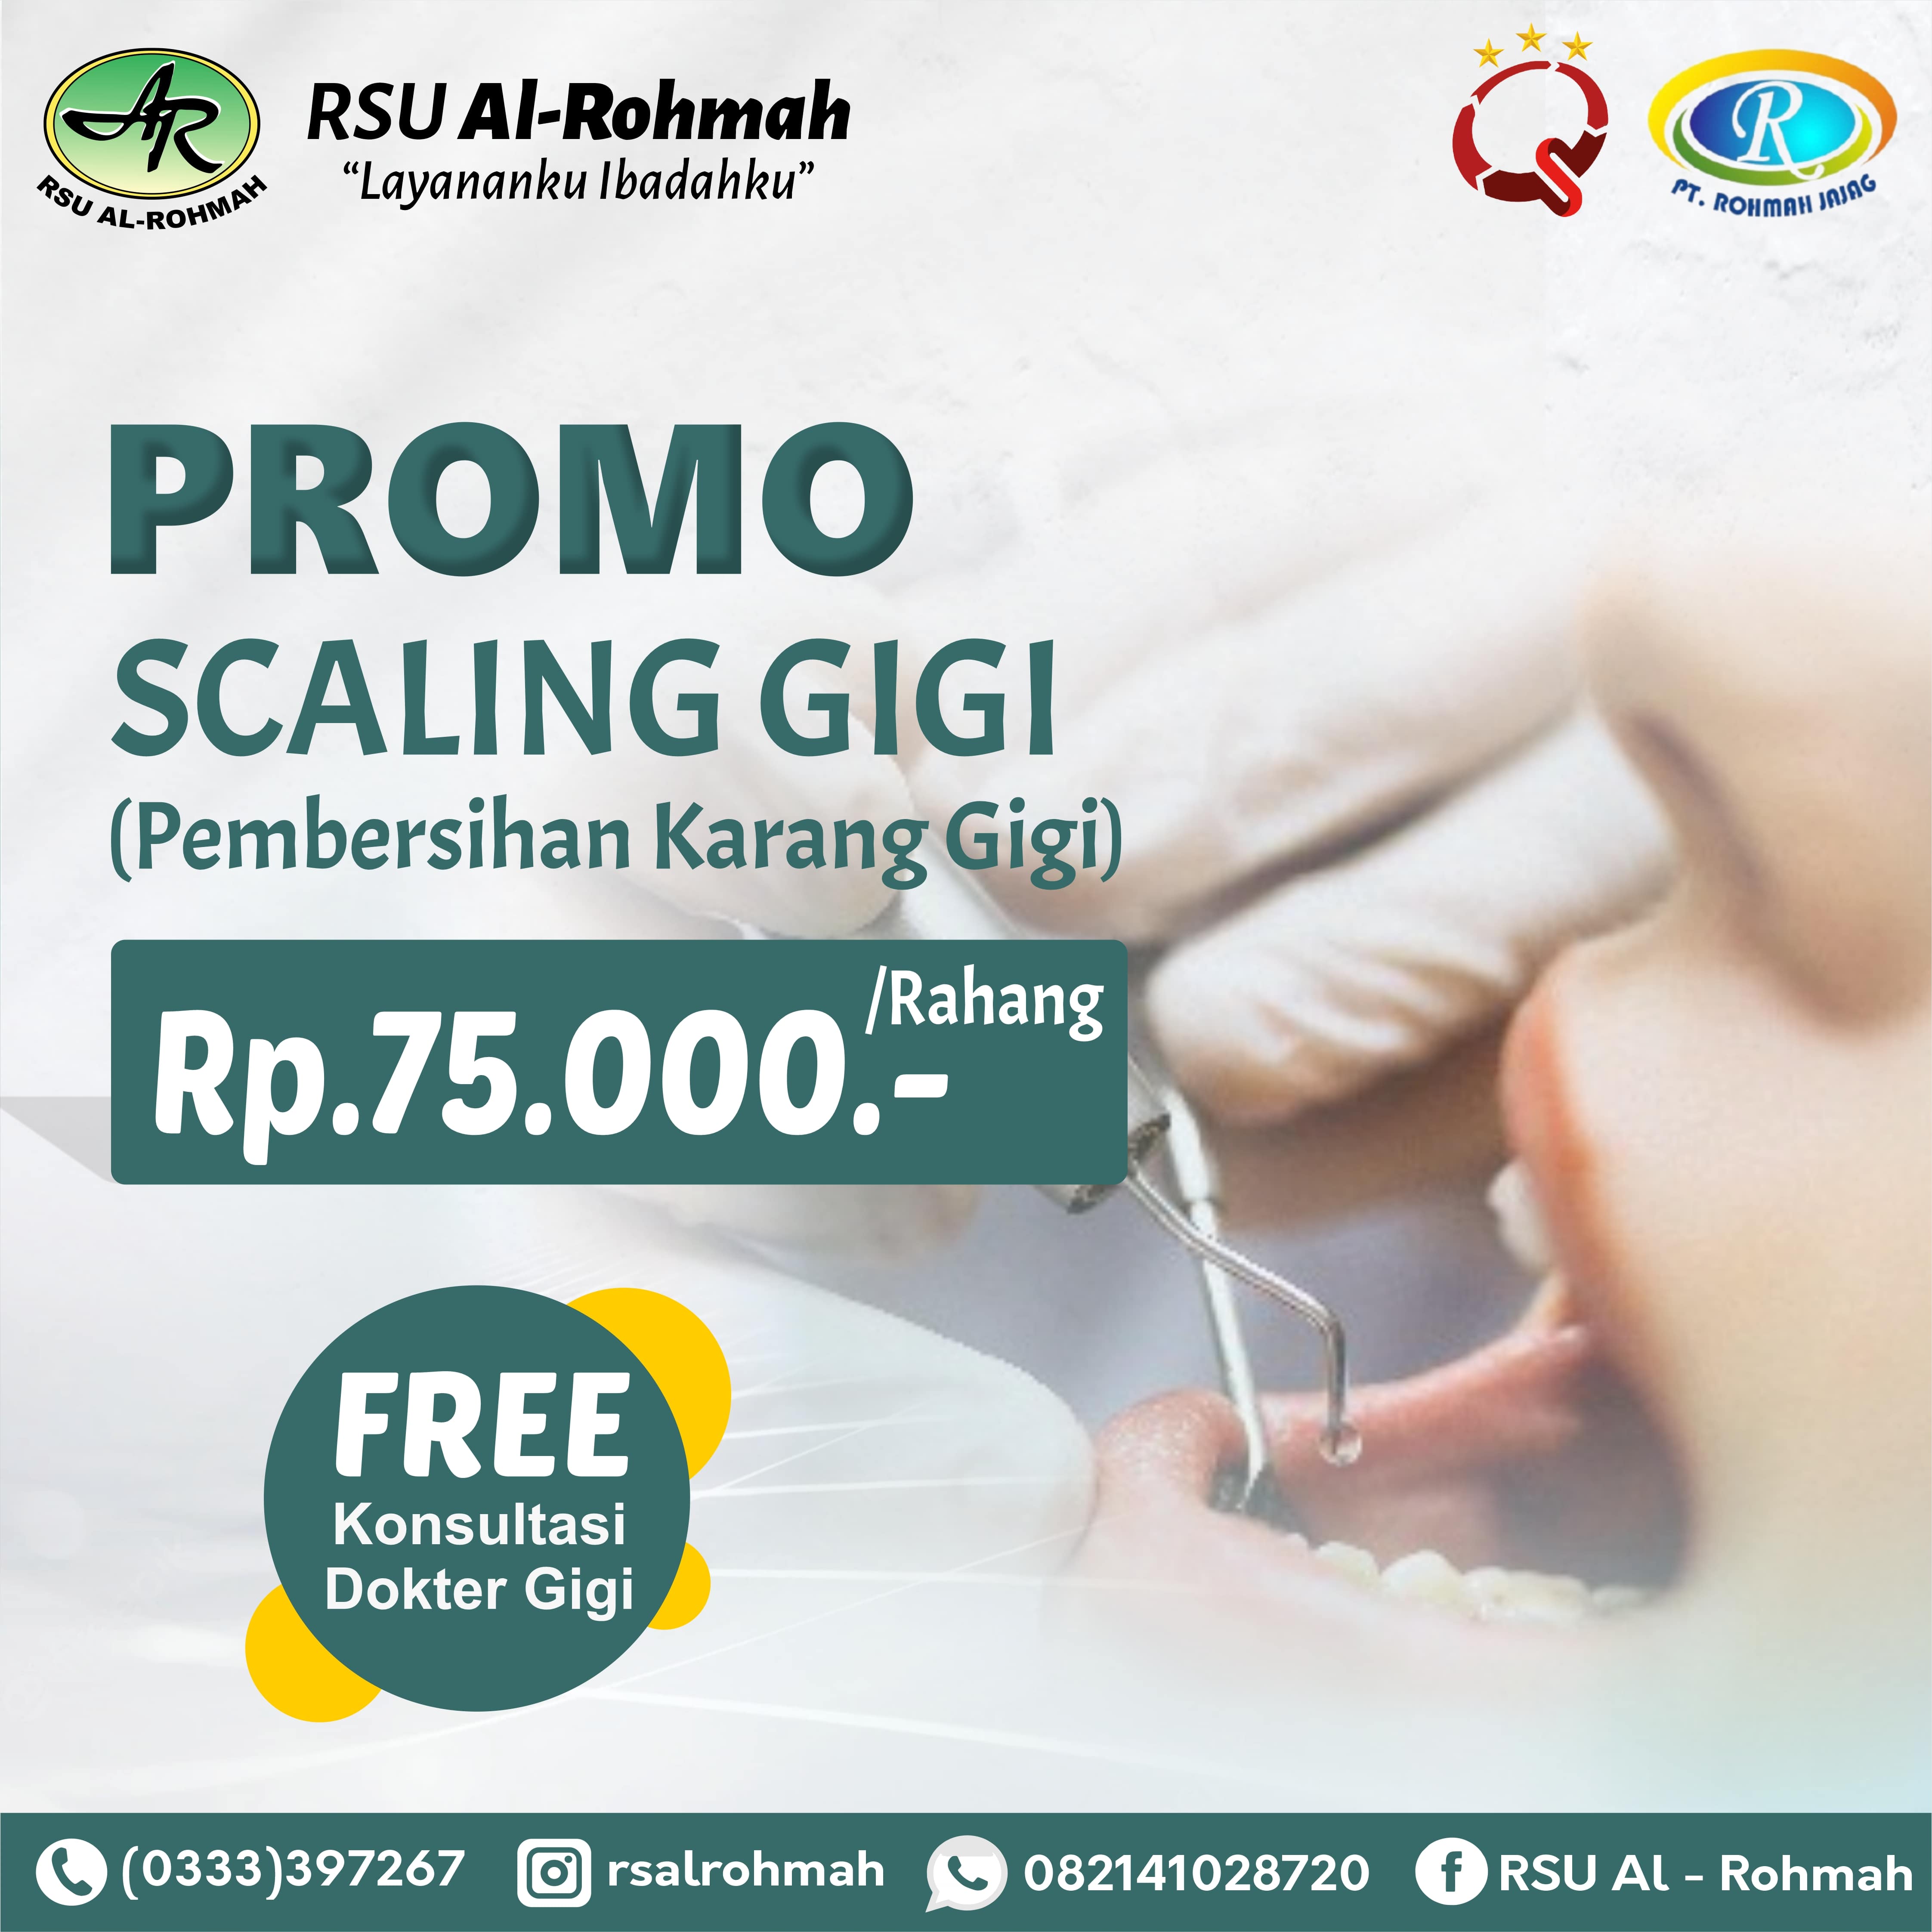 RSU AL-ROHMAH
RSU Al-Rohmah
“Layananku Ibadahku”
PT. ROHMAH JAJAG
PROMO
SCALING GIGI
(Pembersihan Karang Gigi)
Rp.75.000.- /Rahang
FREE
Konsultasi
Dokter Gigi
(0333)397267 rsalrohmah 082141028720 RSU Al - Rohmah